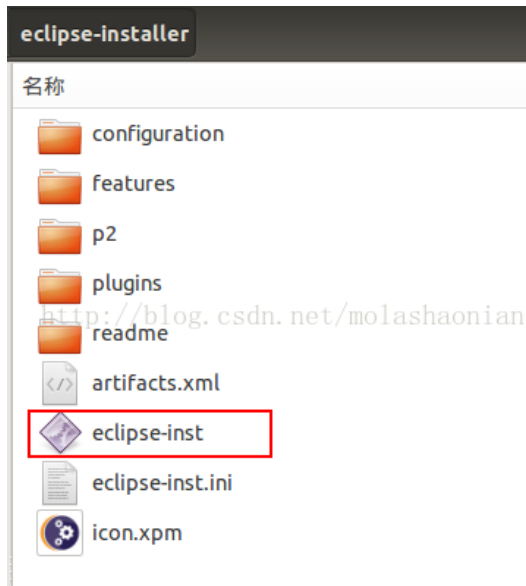 eclipse-installer
名称
configuration
features
p2
plugins
http://blog.csdn.net/molashaonian
readme
artifacts.xml
eclipse-inst
eclipse-inst.ini
icon.xpm